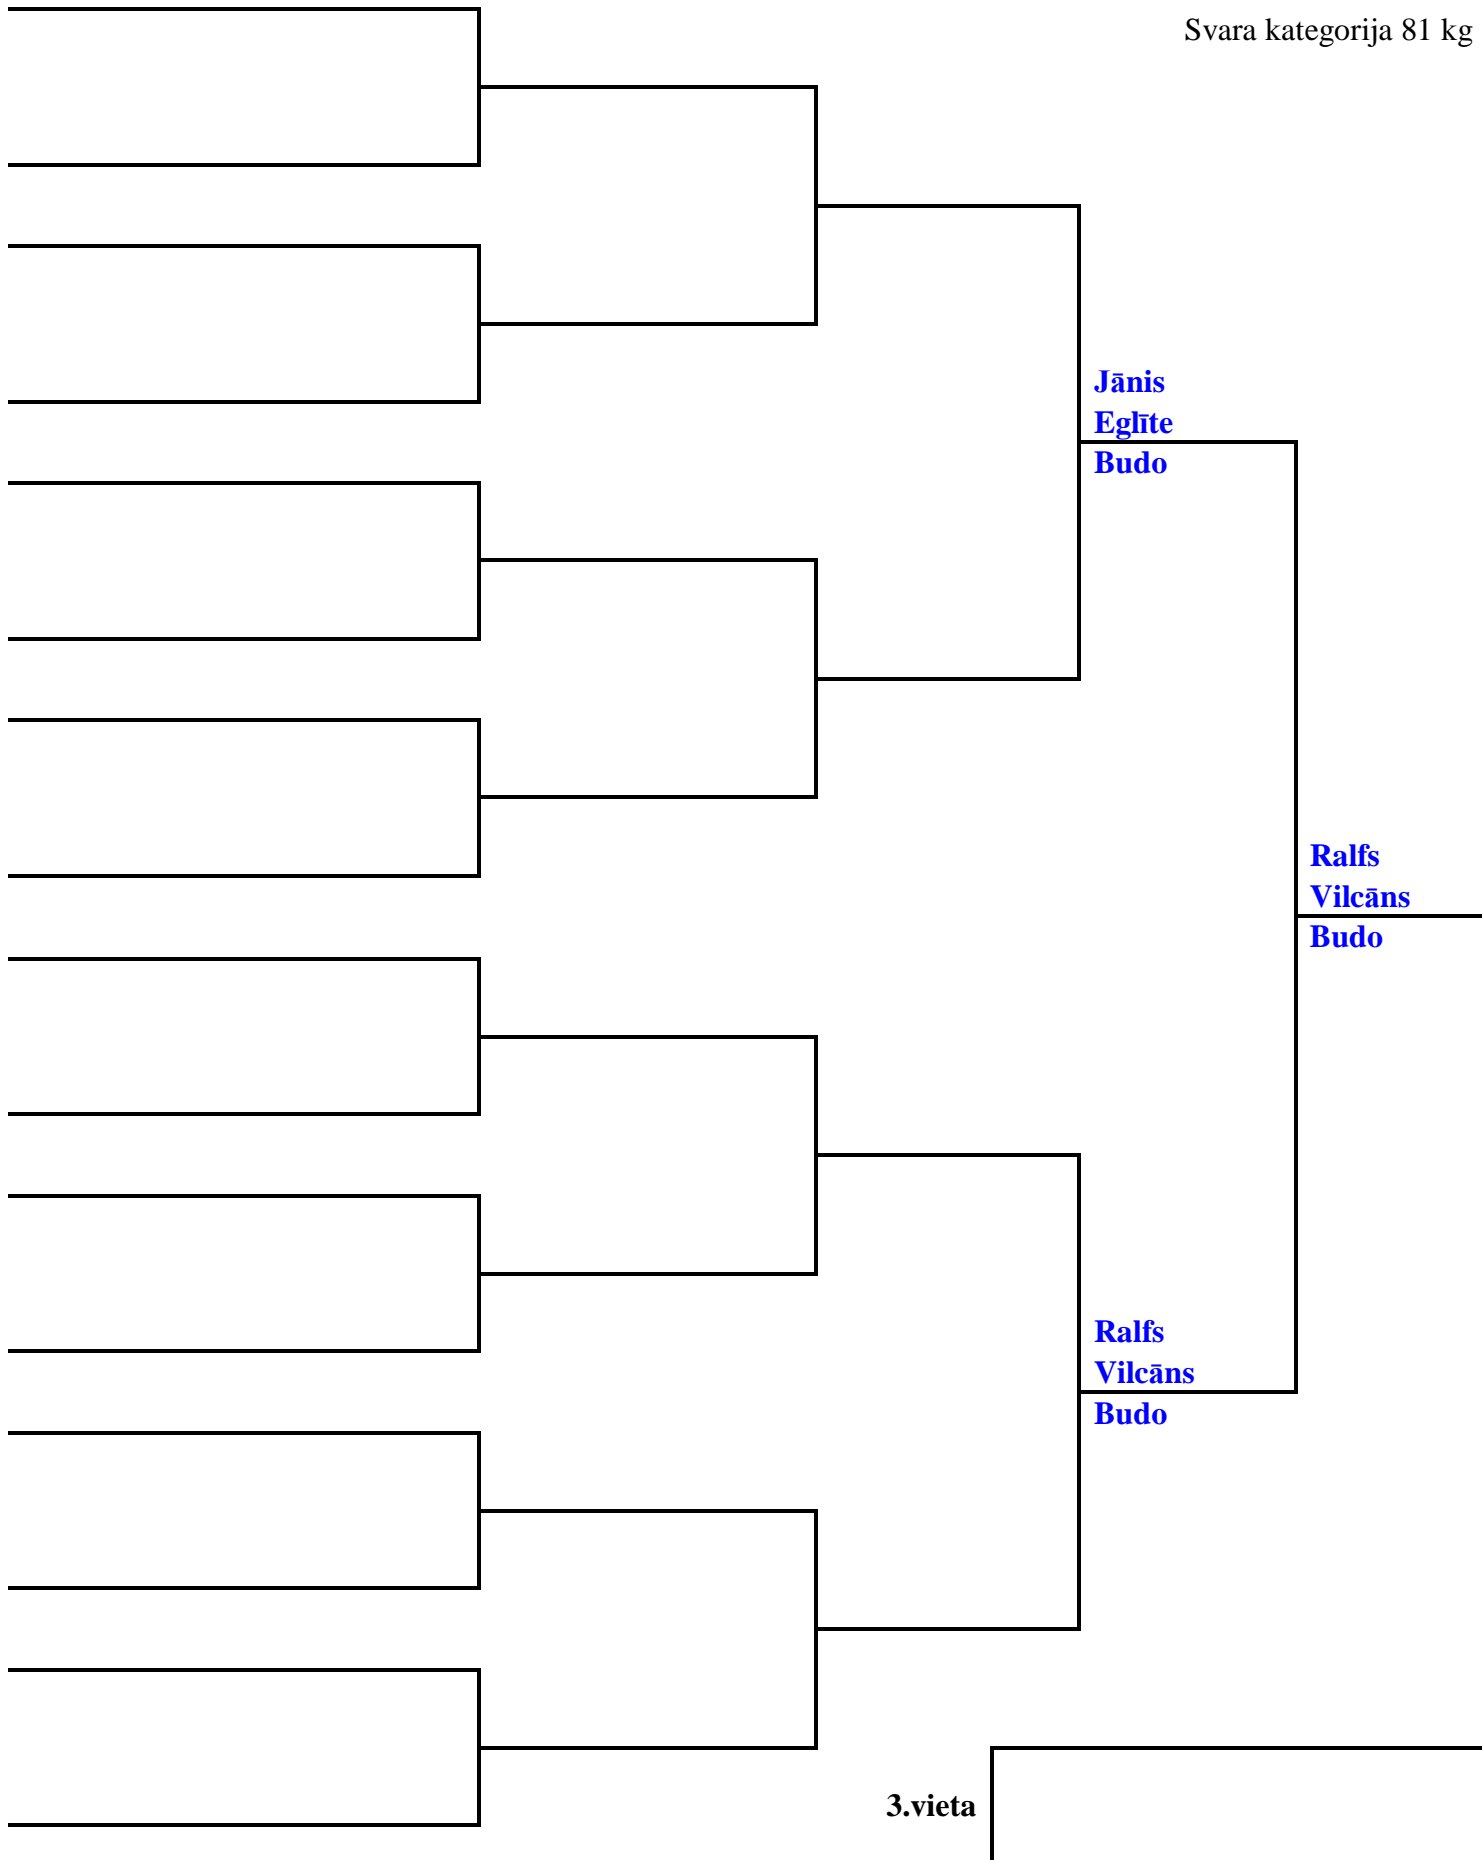 Svara kategorija 81 kg
Jānis
Eglīte
Budo
Ralfs
Vilcāns
Budo
Ralfs
Vilcāns
Budo
3.vieta